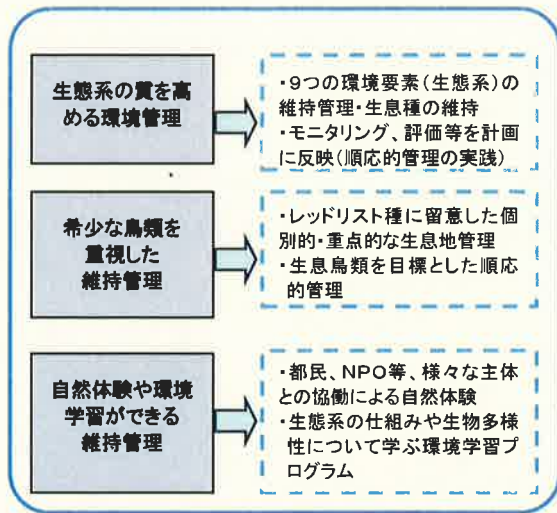 生態系の質を高
める環境管理
・9つの環境要素(生態系)の
維持管理・生息種の維持
・モニタリング、評価等を計画
に反映(順応的管理の実践)
希少な鳥類を
重視した
維持管理
・レッドリスト種に留意した個
別的・重点的な生息地管理
・生息鳥類を目標とした順応
的管理
自然体験や環境
学習ができる
維持管理
・都民、NPO等、様々な主体
との協働による自然体験
・生態系の仕組みや生物多様
性について学ぶ環境学習プ
ログラム